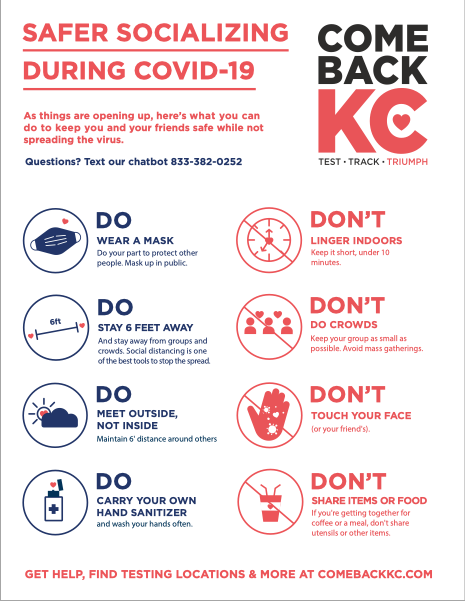 SAFER SOCIALIZING
DURING COVID-19
As things are opening up, here's what you can
do to keep you and your friends safe while not
spreading the virus.
Questions? Text our chatbot 833-382-0252
COME
BACK
KC
TEST · TRACK · TRIUMPH
DO
WEAR A MASK
Do your part to protect other
people. Mask up in public.
DON'T
LINGER INDOORS
Keep it short, under 10
minutes.
6ft
DO
STAY 6 FEET AWAY
And stay away from groups and
crowds. Social distancing is one
of the best tools to stop the spread.
DON'T
DO CROWDS
Keep your group as small as
possible. Avoid mass gatherings.
DO
MEET OUTSIDE,
NOT INSIDE
Maintain 6' distance around others
DON'T
TOUCH YOUR FACE
(or your friend's).
DO
CARRY YOUR OWN
HAND SANITIZER
and wash your hands often.
DON'T
SHARE ITEMS OR FOOD
If you're getting together for
coffee or a meal, don't share
utensils or other items.
GET HELP, FIND TESTING LOCATIONS & MORE AT COMEBACKKC.COM